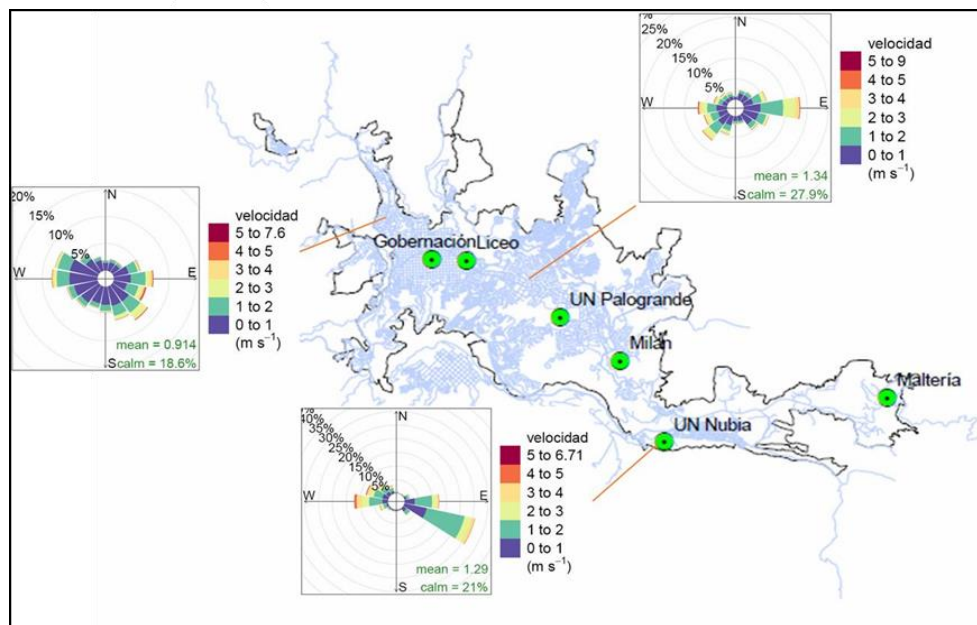 %
25%
20%
15%
10%
5%
N
W
E
S
mean = 1.34
calm = 27.9%
velocidad
5 to 9
4 to 5
3 to 4
2 to 3
1 to 2
0 to 1
(m s⁻¹)
20%
15%
10%
5%
N
W
E
S
mean = 0.914
calm = 18.6%
velocidad
5 to 7.6
4 to 5
3 to 4
2 to 3
1 to 2
0 to 1
(m s⁻¹)
Gobernación
Liceo
UN Palogrande
Milán
Maltería
UN Nubia
40%
35%
30%
25%
20%
15%
10%
5%
N
W
E
S
mean = 1.29
calm = 21%
velocidad
5 to 6.71
4 to 5
3 to 4
2 to 3
1 to 2
0 to 1
(m s⁻¹)